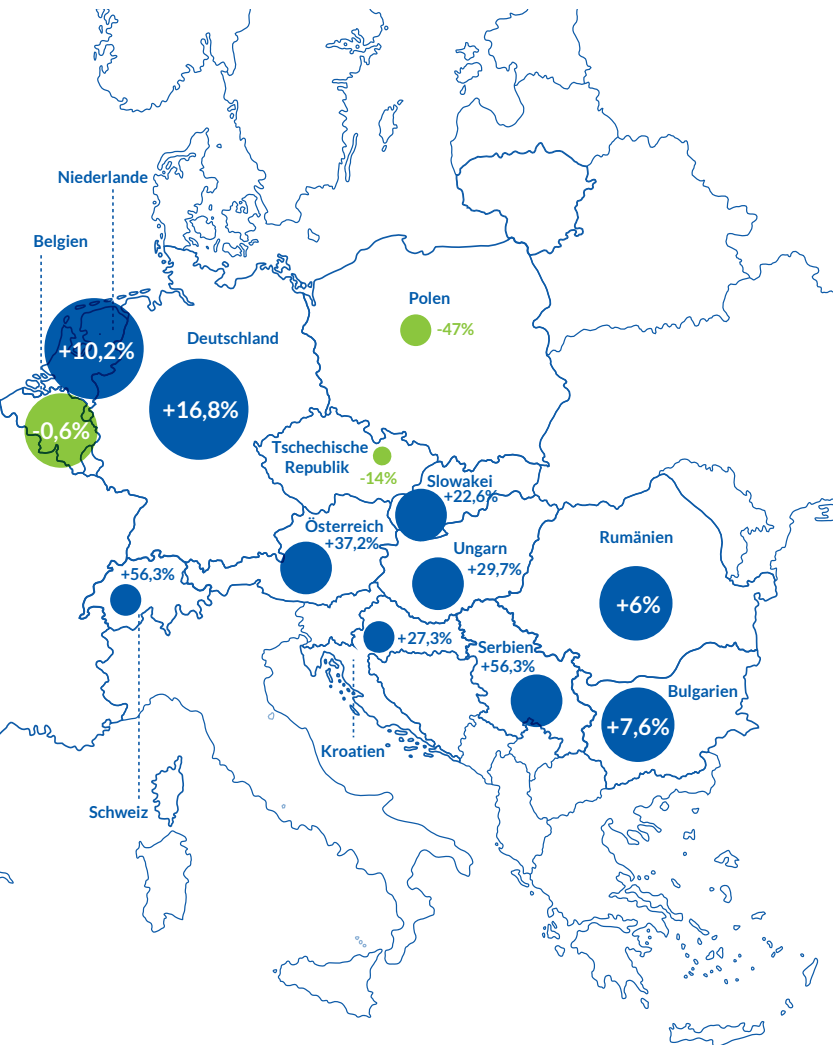 Niederlande
Belgien
+10,2%
-0,6%
Deutschland
+16,8%
Polen
-47%
Tschechische
Republik
-14%
Slowakei
+22,6%
Österreich
+37,2%
Ungarn
+29,7%
Rumänien
+6%
+56,3%
+27,3%
Serbien
+56,3%
Bulgarien
+7,6%
Kroatien
Schweiz